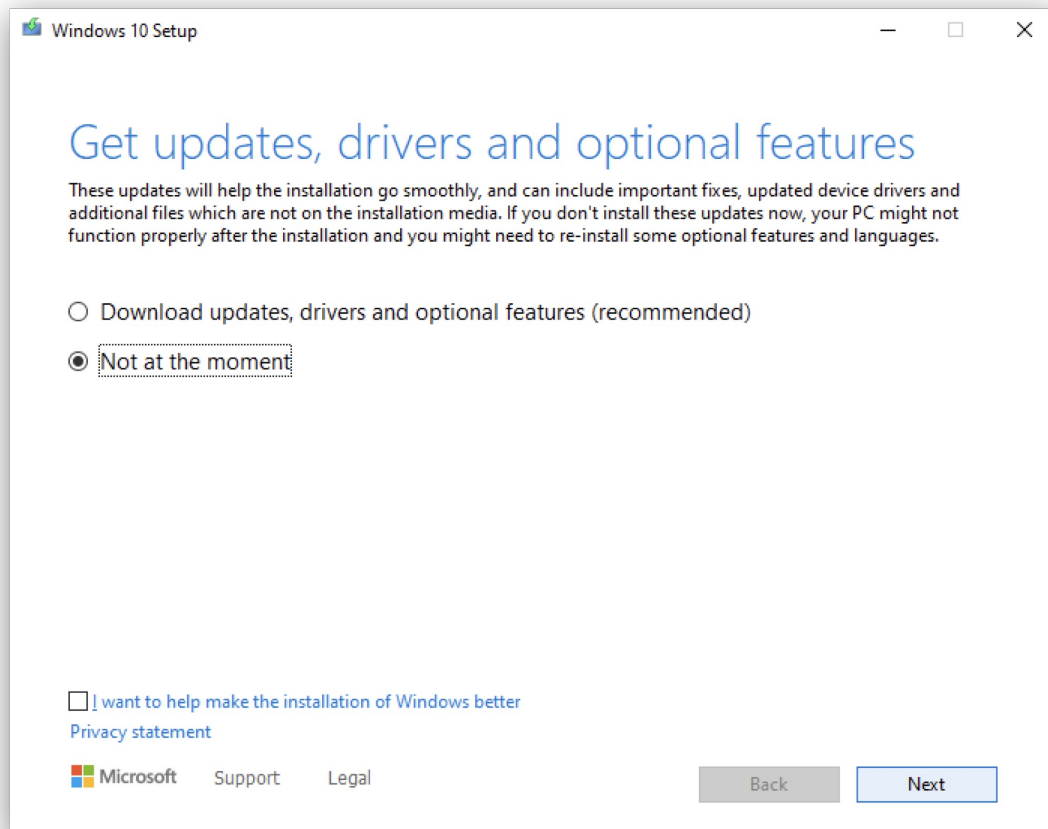 Windows 10 Setup
Get updates, drivers and optional features
These updates will help the installation go smoothly, and can include important fixes, updated device drivers and
additional files which are not on the installation media. If you don't install these updates now, your PC might not
function properly after the installation and you might need to re-install some optional features and languages.
Download updates, drivers and optional features (recommended)
Not at the moment
I want to help make the installation of Windows better
Privacy statement
Microsoft Support Legal Back Next